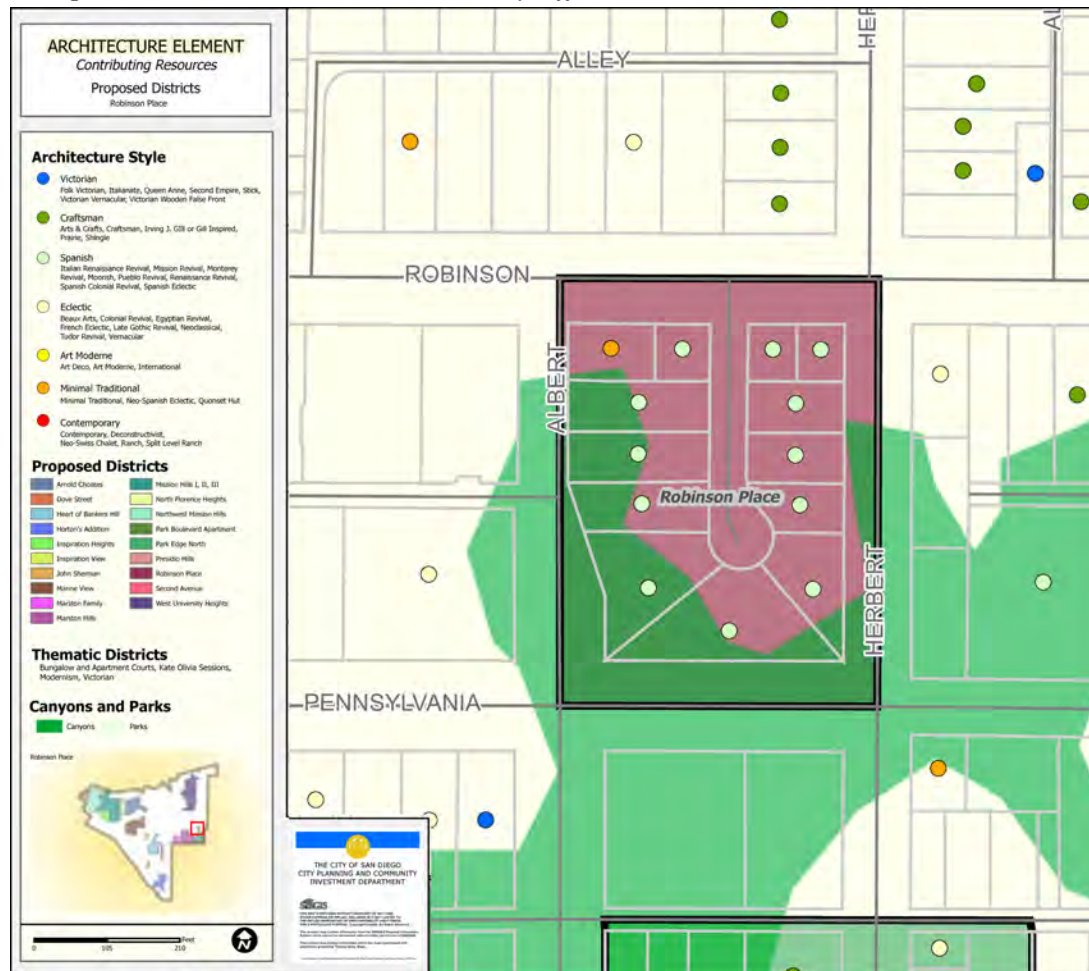 ARCHITECTURE ELEMENT
Contributing Resources
Proposed Districts
Robinson Place
Architecture Style
Victorian
Folk Victorian, Italianate, Queen Anne, Second Empire, Stick,
Victorian Vernacular, Victorian Wooden False Front
Craftsman
Arts & Crafts, Craftsman, Irving J. Gill or Gill Inspired,
Prairie, Shingle
Spanish
Italian Renaissance Revival, Mission Revival, Monterey
Revival, Moorish, Pueblo Revival, Renaissance Revival,
Spanish Colonial Revival, Spanish Eclectic
Eclectic
Beaux Arts, Colonial Revival, Egyptian Revival,
French Eclectic, Late Gothic Revival, Neoclassical,
Tudor Revival, Vernacular
Art Moderne
Art Deco, Art Moderne, International
Minimal Traditional
Minimal Traditional, Neo-Spanish Eclectic, Quonset Hut
Contemporary
Contemporary, Deconstructivist,
Neo-Swiss Chalet, Ranch, Split Level Ranch
Proposed Districts
Arnold Choates
Dove Street
Heart of Bankers Hill
Horton's Addition
Inspiration Heights
Inspiration View
John Sherman
Marine View
Marston Family
Marston Hills
Mission Hills I, II, III
North Florence Heights
Northwest Mission Hills
Park Boulevard Apartment
Park Edge North
Presidio Hills
Robinson Place
Second Avenue
West University Heights
Thematic Districts
Bungalow and Apartment Courts, Kate Olivia Sessions,
Modernism, Victorian
Canyons and Parks
Canyons
Parks
Robinson Place
Feet
0 105 210
N
ALLEY
HER
AL
ROBINSON
ALBERT
Robinson Place
HERBERT
PENNSYLVANIA
THE CITY OF SAN DIEGO
CITY PLANNING AND COMMUNITY
INVESTMENT DEPARTMENT
SanGIS